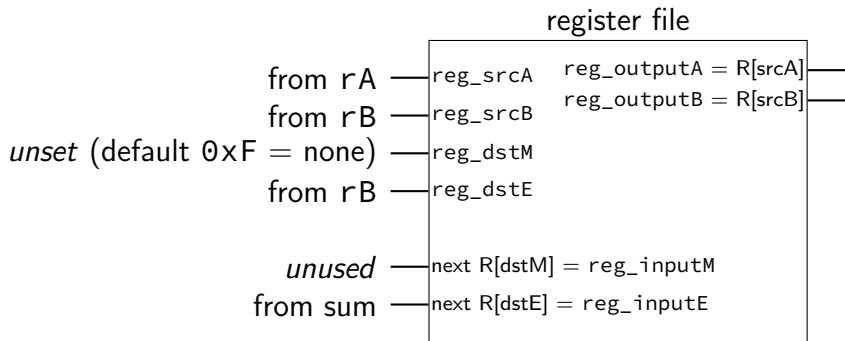 register file
from rA reg_srcA reg_outputA = R[srcA]
from rB reg_srcB reg_outputB = R[srcB]
unset (default 0xF = none) reg_dstM
from rB reg_dstE
unused next R[dstM] = reg_inputM
from sum next R[dstE] = reg_inputE